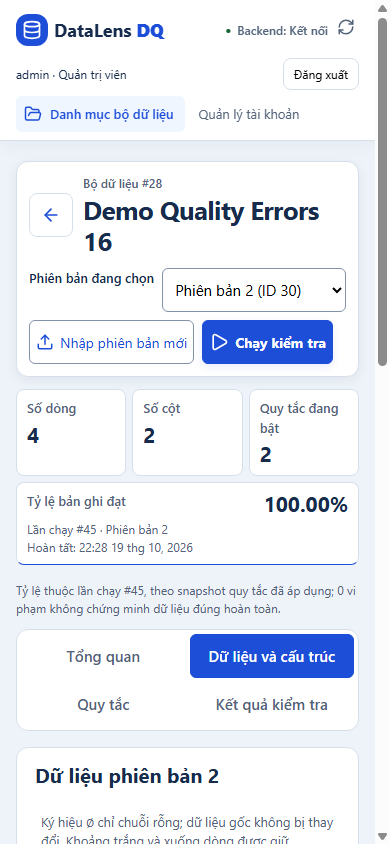 DataLens DQ
Backend: Kết nối
admin · Quản trị viên
Đăng xuất
Danh mục bộ dữ liệu
Quản lý tài khoản
Bộ dữ liệu #28
Demo Quality Errors
16
Phiên bản đang chọn
Phiên bản 2 (ID 30)
Nhập phiên bản mới
Chạy kiểm tra
Số dòng
4
Số cột
2
Quy tắc đang
bật
2
Tỷ lệ bản ghi đạt
100.00%
Lần chạy #45 · Phiên bản 2
Hoàn tất: 22:28 19 thg 10, 2026
Tỷ lệ thuộc lần chạy #45, theo snapshot quy tắc đã áp dụng; 0 vi
phạm không chứng minh dữ liệu đúng hoàn toàn.
Tổng quan
Dữ liệu và cấu trúc
Quy tắc
Kết quả kiểm tra
Dữ liệu phiên bản 2
Ký hiệu ∅ chỉ chuỗi rỗng; dữ liệu gốc không bị thay
đổi. Khoảng trắng và xuống dòng được giữ